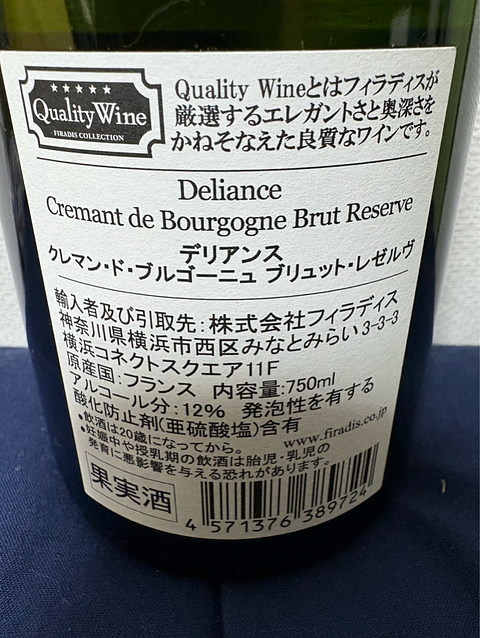 ★★★★★
Quality Wine
FIRADIS COLLECTION
Quality Wineとはフィラディスが
厳選するエレガントさと奥深さを
かねそなえた良質なワインです。
Deliance
Cremant de Bourgogne Brut Reserve
デリアンス
クレマン・ド・ブルゴーニュ ブリュット・レゼルヴ
輸入者及び引取先:株式会社フィラディス
神奈川県横浜市西区みなとみらい3-3-3
横浜コネクトスクエア11F
原産国:フランス 内容量:750ml
アルコール分:12% 発泡性を有する
酸化防止剤(亜硫酸塩)含有
•飲酒は20歳になってから。 www.firadis.co.jp
•妊娠中や授乳期の飲酒は胎児・乳児の
発育に悪影響を与える恐れがあります。
果実酒
4 571376 389724